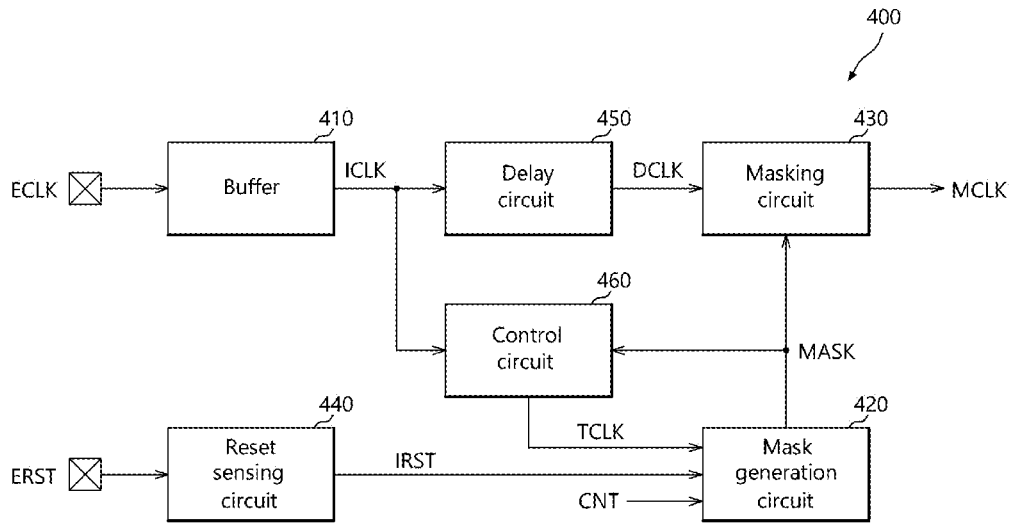 400
410
450
430
ECLK
Buffer
ICLK
Delay
circuit
DCLK
Masking
circuit
MCLK
460
Control
circuit
MASK
440
420
TCLK
ERST
Reset
sensing
circuit
IRST
CNT
Mask
generation
circuit